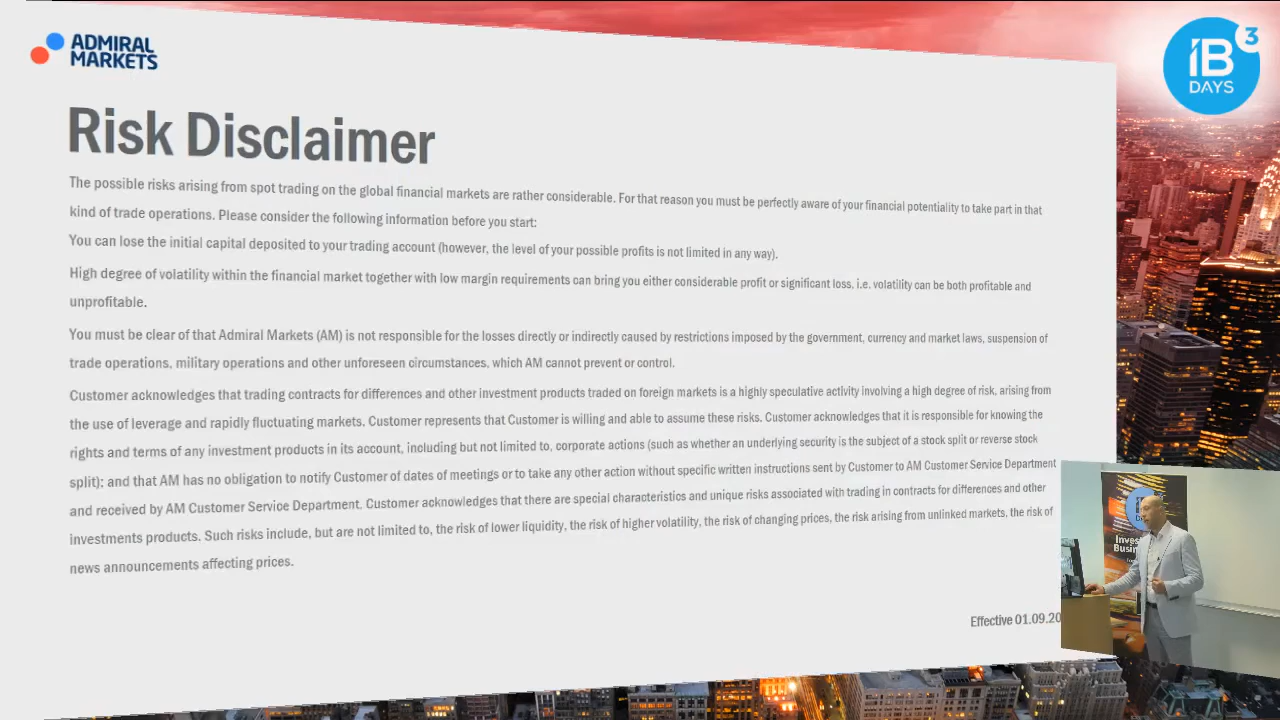 ADMIRAL
MARKETS
iB 3
DAYS
Risk Disclaimer
The possible risks arising from spot trading on the global financial markets are rather considerable. For that reason you must be perfectly aware of your financial potentiality to take part in that
kind of trade operations. Please consider the following information before you start:
You can lose the initial capital deposited to your trading account (however, the level of your possible profits is not limited in any way).
High degree of volatility within the financial market together with low margin requirements can bring you either considerable profit or significant loss, i.e. volatility can be both profitable and
unprofitable.
You must be clear of that Admiral Markets (AM) is not responsible for the losses directly or indirectly caused by restrictions imposed by the government, currency and market laws, suspension of
trade operations, military operations and other unforeseen circumstances, which AM cannot prevent or control.
Customer acknowledges that trading contracts for differences and other investment products traded on foreign markets is a highly speculative activity involving a high degree of risk, arising from
the use of leverage and rapidly fluctuating markets. Customer represents that Customer is willing and able to assume these risks. Customer acknowledges that it is responsible for knowing the
rights and terms of any investment products in its account, including but not limited to, corporate actions (such as whether an underlying security is the subject of a stock split or reverse stock
split); and that AM has no obligation to notify Customer of dates of meetings or to take any other action without specific written instructions sent by Customer to AM Customer Service Department
and received by AM Customer Service Department. Customer acknowledges that there are special characteristics and unique risks associated with trading in contracts for differences and other
investments products. Such risks include, but are not limited to, the risk of lower liquidity, the risk of higher volatility, the risk of changing prices, the risk arising from unlinked markets, the risk of
news announcements affecting prices.
Effective 01.09.20